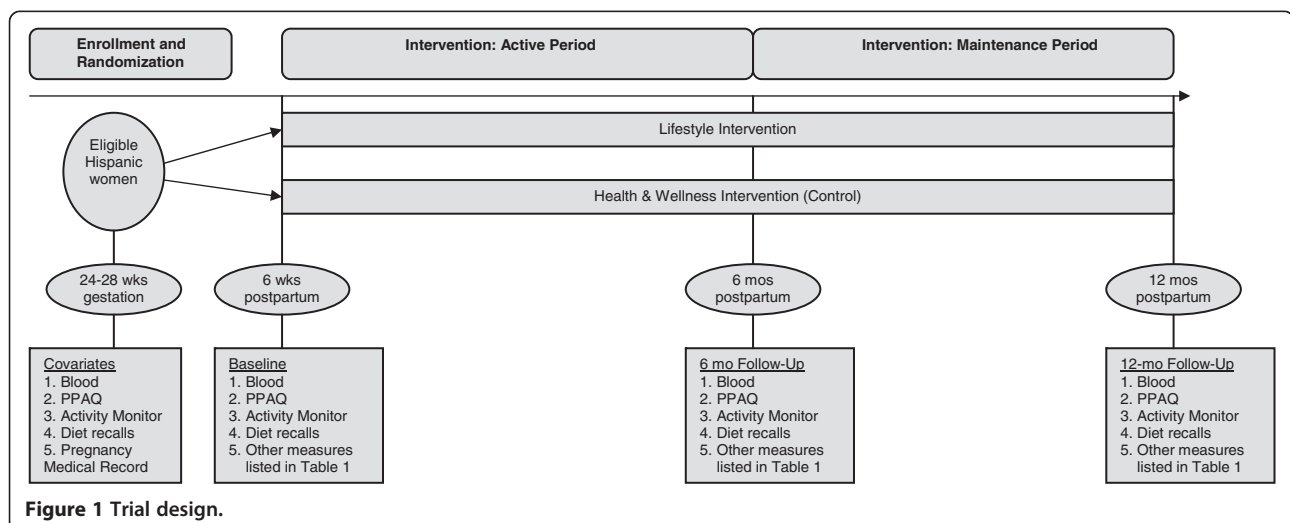 Enrollment and
Randomization
Intervention: Active Period
Intervention: Maintenance Period
Lifestyle Intervention
Eligible
Hispanic
women
Health & Wellness Intervention (Control)
24-28 wks
gestation
6 wks
postpartum
6 mos
postpartum
12 mos
postpartum
Covariates
1. Blood
2. PPAQ
3. Activity Monitor
4. Diet recalls
5. Pregnancy
Medical Record
Baseline
1. Blood
2. PPAQ
3. Activity Monitor
4. Diet recalls
5. Other measures
listed in Table 1
6 mo Follow-Up
1. Blood
2. PPAQ
3. Activity Monitor
4. Diet recalls
5. Other measures
listed in Table 1
12-mo Follow-Up
1. Blood
2. PPAQ
3. Activity Monitor
4. Diet recalls
5. Other measures
listed in Table 1
Figure 1 Trial design.